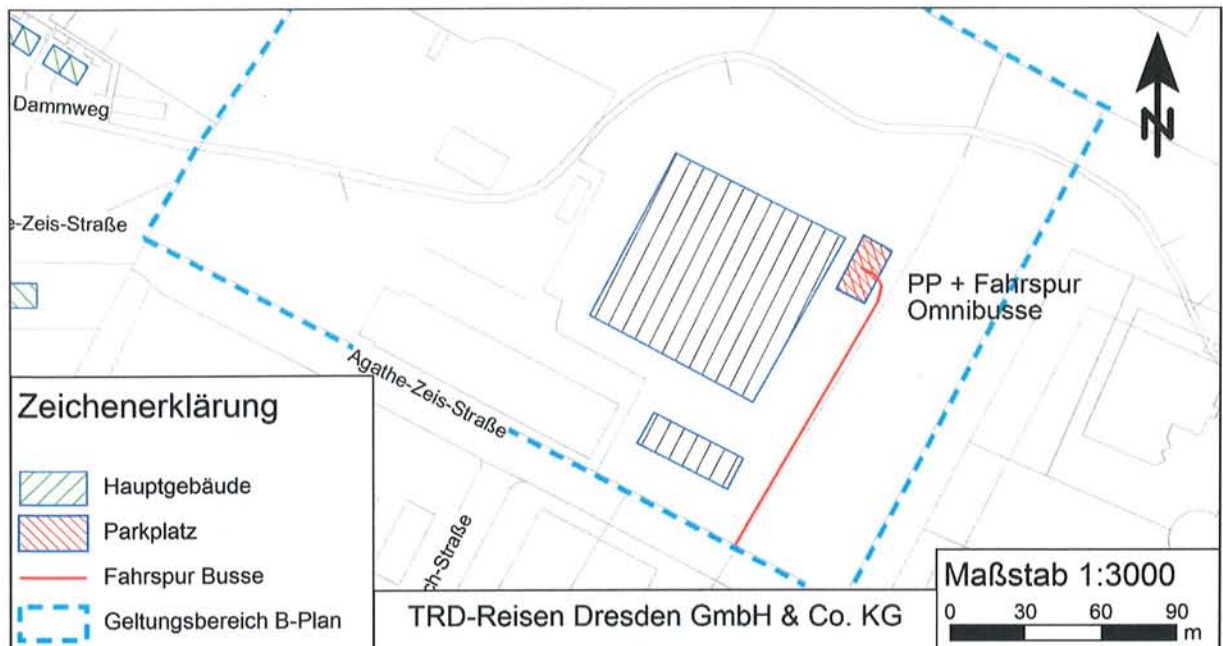 Dammweg
e-Zeis-Straße
N
PP + Fahrspur
Omnibusse
Agathe-Zeis-Straße
ch-Straße
Zeichenerklärung
Hauptgebäude
Parkplatz
Fahrspur Busse
Geltungsbereich B-Plan
TRD-Reisen Dresden GmbH & Co. KG
Maßstab 1:3000
0 30 60 90
m